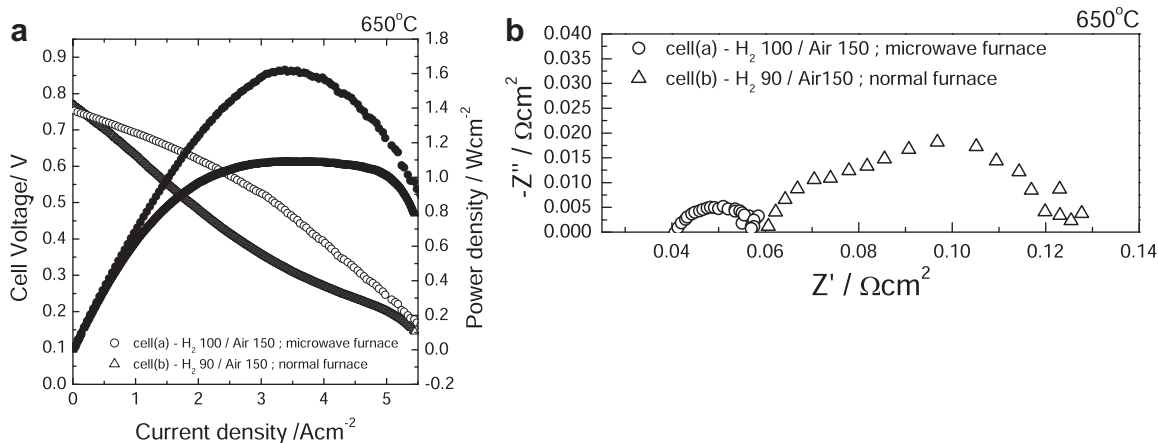 a
650°C
Cell Voltage/ V
0.9
0.8
0.7
0.6
0.5
0.4
0.3
0.2
0.1
0.0
1.8
1.6
1.4
1.2
1.0
0.8
0.6
0.4
0.2
0.0
-0.2
Power density / Wcm-2
cell(a) - H2 100 / Air 150 ; microwave furnace
cell(b) - H2 90 / Air 150 ; normal furnace
0 1 2 3 4 5
Current density /Acm-2
b
650°C
-Z" / Ωcm2
0.040
0.035
0.030
0.025
0.020
0.015
0.010
0.005
0.000
cell(a) - H2 100 / Air 150 ; microwave furnace
cell(b) - H2 90 / Air150 ; normal furnace
0.04 0.06 0.08 0.10 0.12 0.14
Z' / Ωcm2